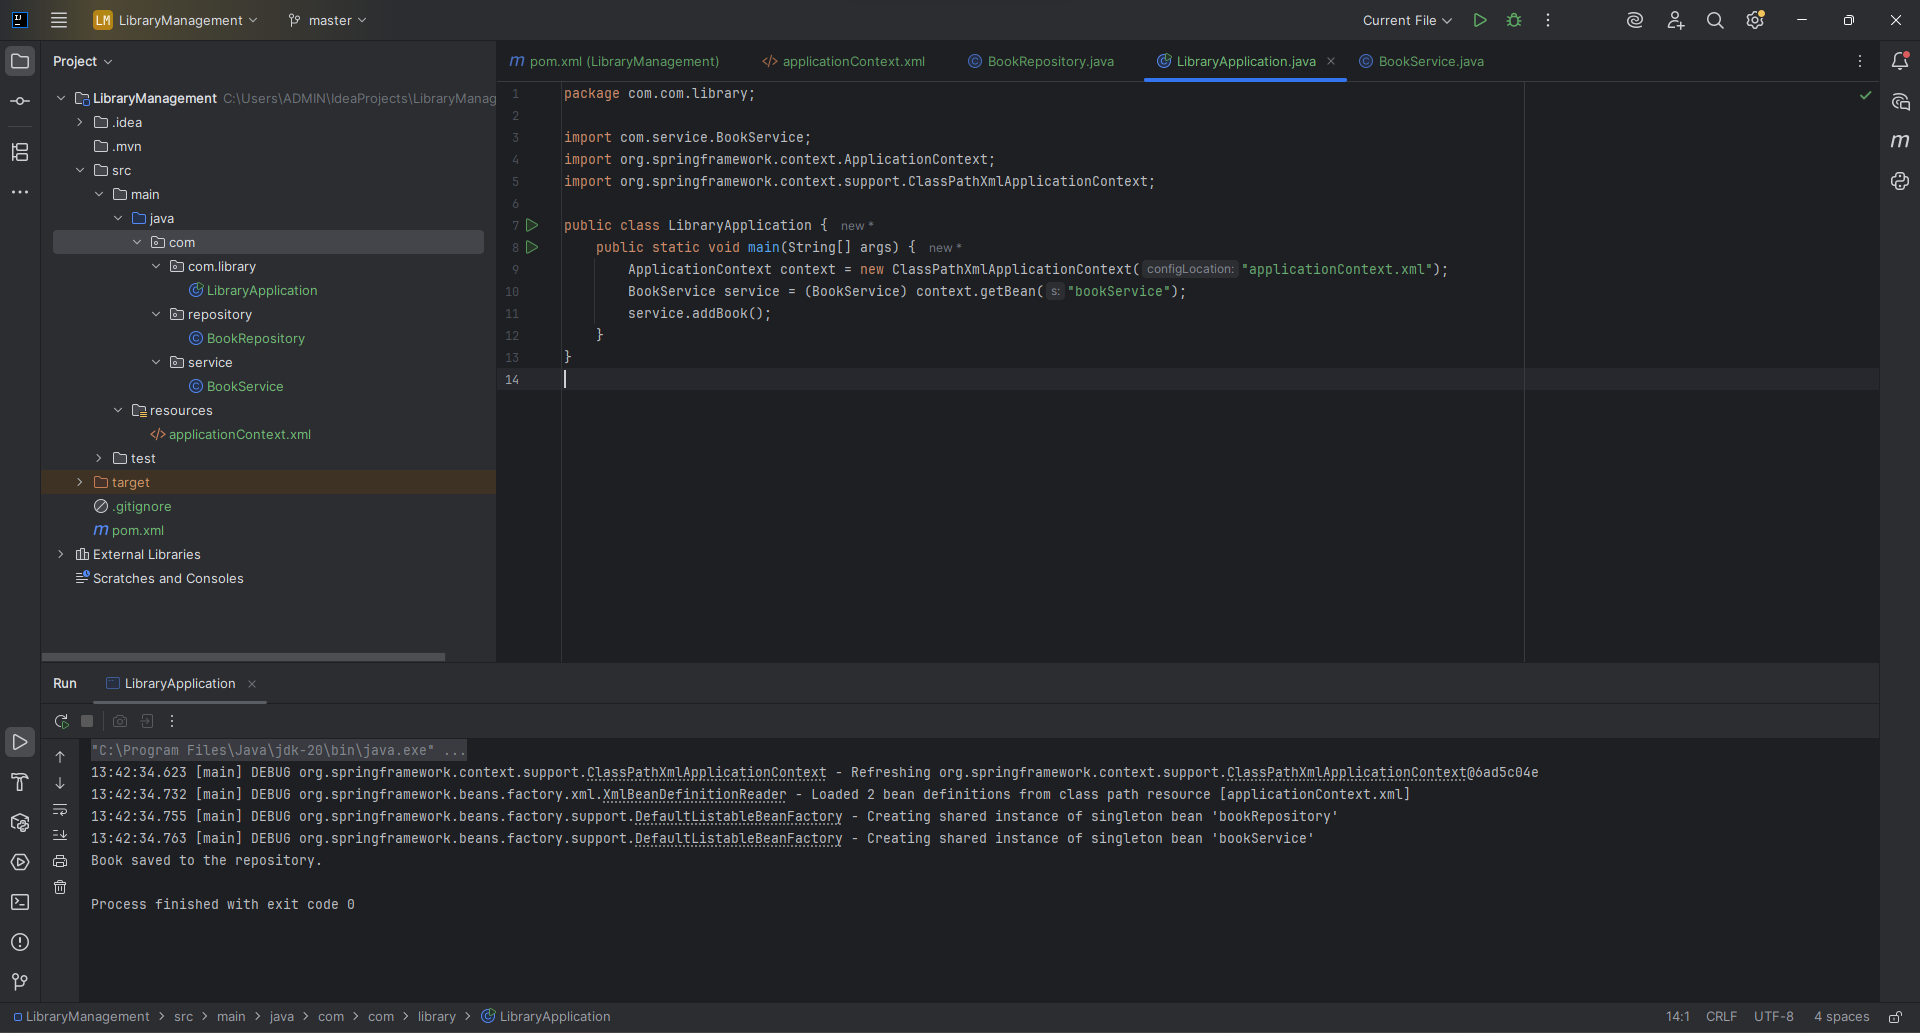 LM LibraryManagement master Current File
Project
LibraryManagement C:\Users\ADMIN\IdeaProjects\LibraryManag
.idea
.mvn
src
main
java
com
com.library
LibraryApplication
repository
BookRepository
service
BookService
resources
applicationContext.xml
test
target
.gitignore
m pom.xml
External Libraries
Scratches and Consoles
m pom.xml (LibraryManagement) </> applicationContext.xml BookRepository.java LibraryApplication.java BookService.java
1 package com.com.library;
2
3 import com.service.BookService;
4 import org.springframework.context.ApplicationContext;
5 import org.springframework.context.support.ClassPathXmlApplicationContext;
6
7 public class LibraryApplication { new *
8 public static void main(String[] args) { new *
9 ApplicationContext context = new ClassPathXmlApplicationContext( configLocation: "applicationContext.xml");
10 BookService service = (BookService) context.getBean( s: "bookService");
11 service.addBook();
12 }
13 }
14
Run LibraryApplication
"C:\Program Files\Java\jdk-20\bin\java.exe" ...
13:42:34.623 [main] DEBUG org.springframework.context.support.ClassPathXmlApplicationContext - Refreshing org.springframework.context.support.ClassPathXmlApplicationContext@6ad5c04e
13:42:34.732 [main] DEBUG org.springframework.beans.factory.xml.XmlBeanDefinitionReader - Loaded 2 bean definitions from class path resource [applicationContext.xml]
13:42:34.755 [main] DEBUG org.springframework.beans.factory.support.DefaultListableBeanFactory - Creating shared instance of singleton bean 'bookRepository'
13:42:34.763 [main] DEBUG org.springframework.beans.factory.support.DefaultListableBeanFactory - Creating shared instance of singleton bean 'bookService'
Book saved to the repository.
Process finished with exit code 0
LibraryManagement > src > main > java > com > com > library > LibraryApplication 14:1 CRLF UTF-8 4 spaces